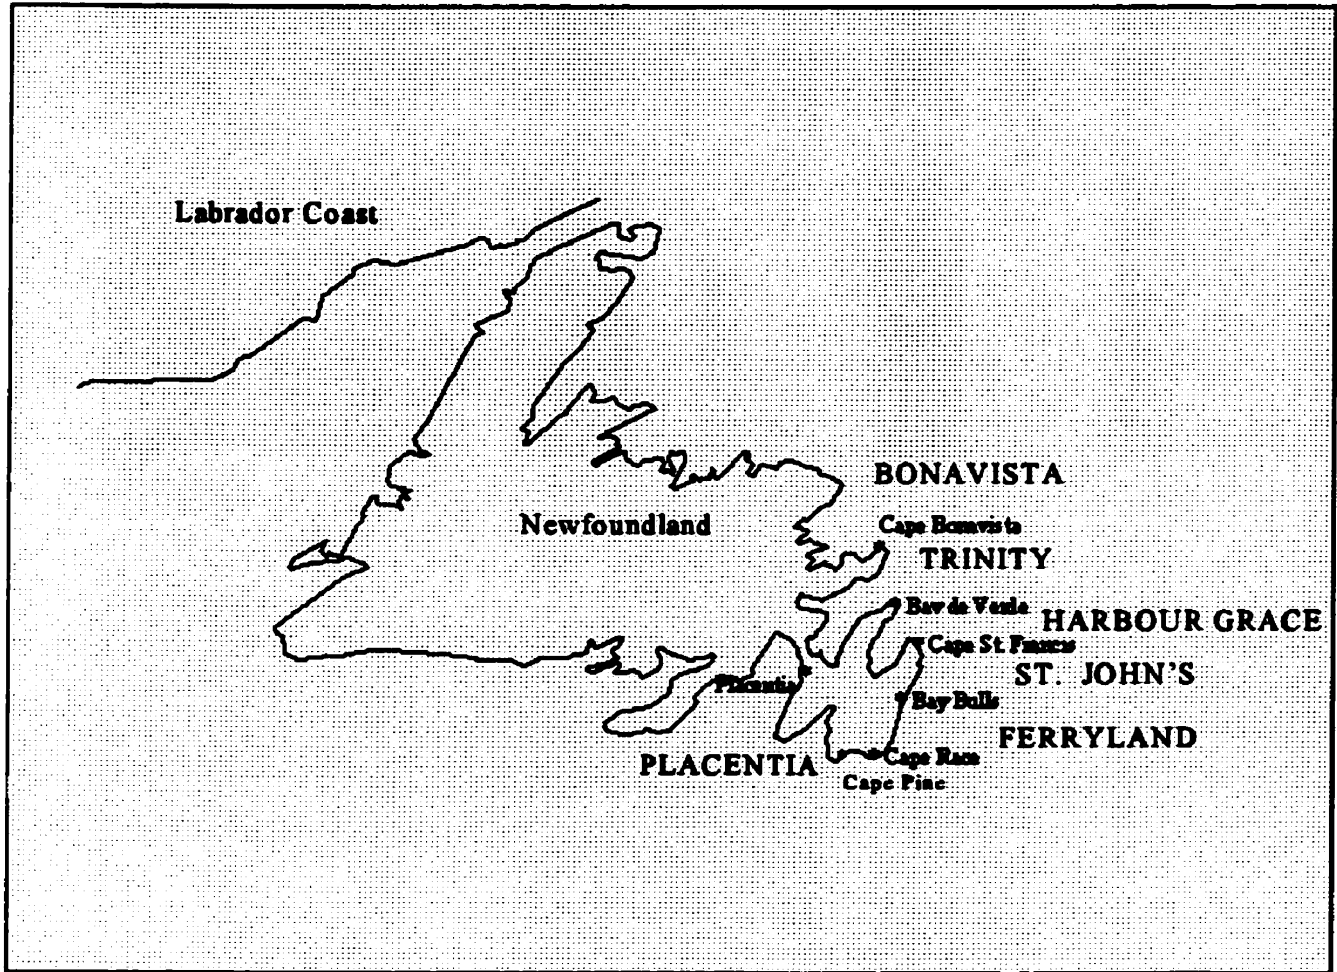 Labrador Coast
BONAVISTA
Newfoundland
Cape Bonavista
TRINITY
Bay de Verde
HARBOUR GRACE
Cape St. Francis
ST. JOHN'S
Placentia
Bay Bulls
FERRYLAND
PLACENTIA
Cape Race
Cape Pine